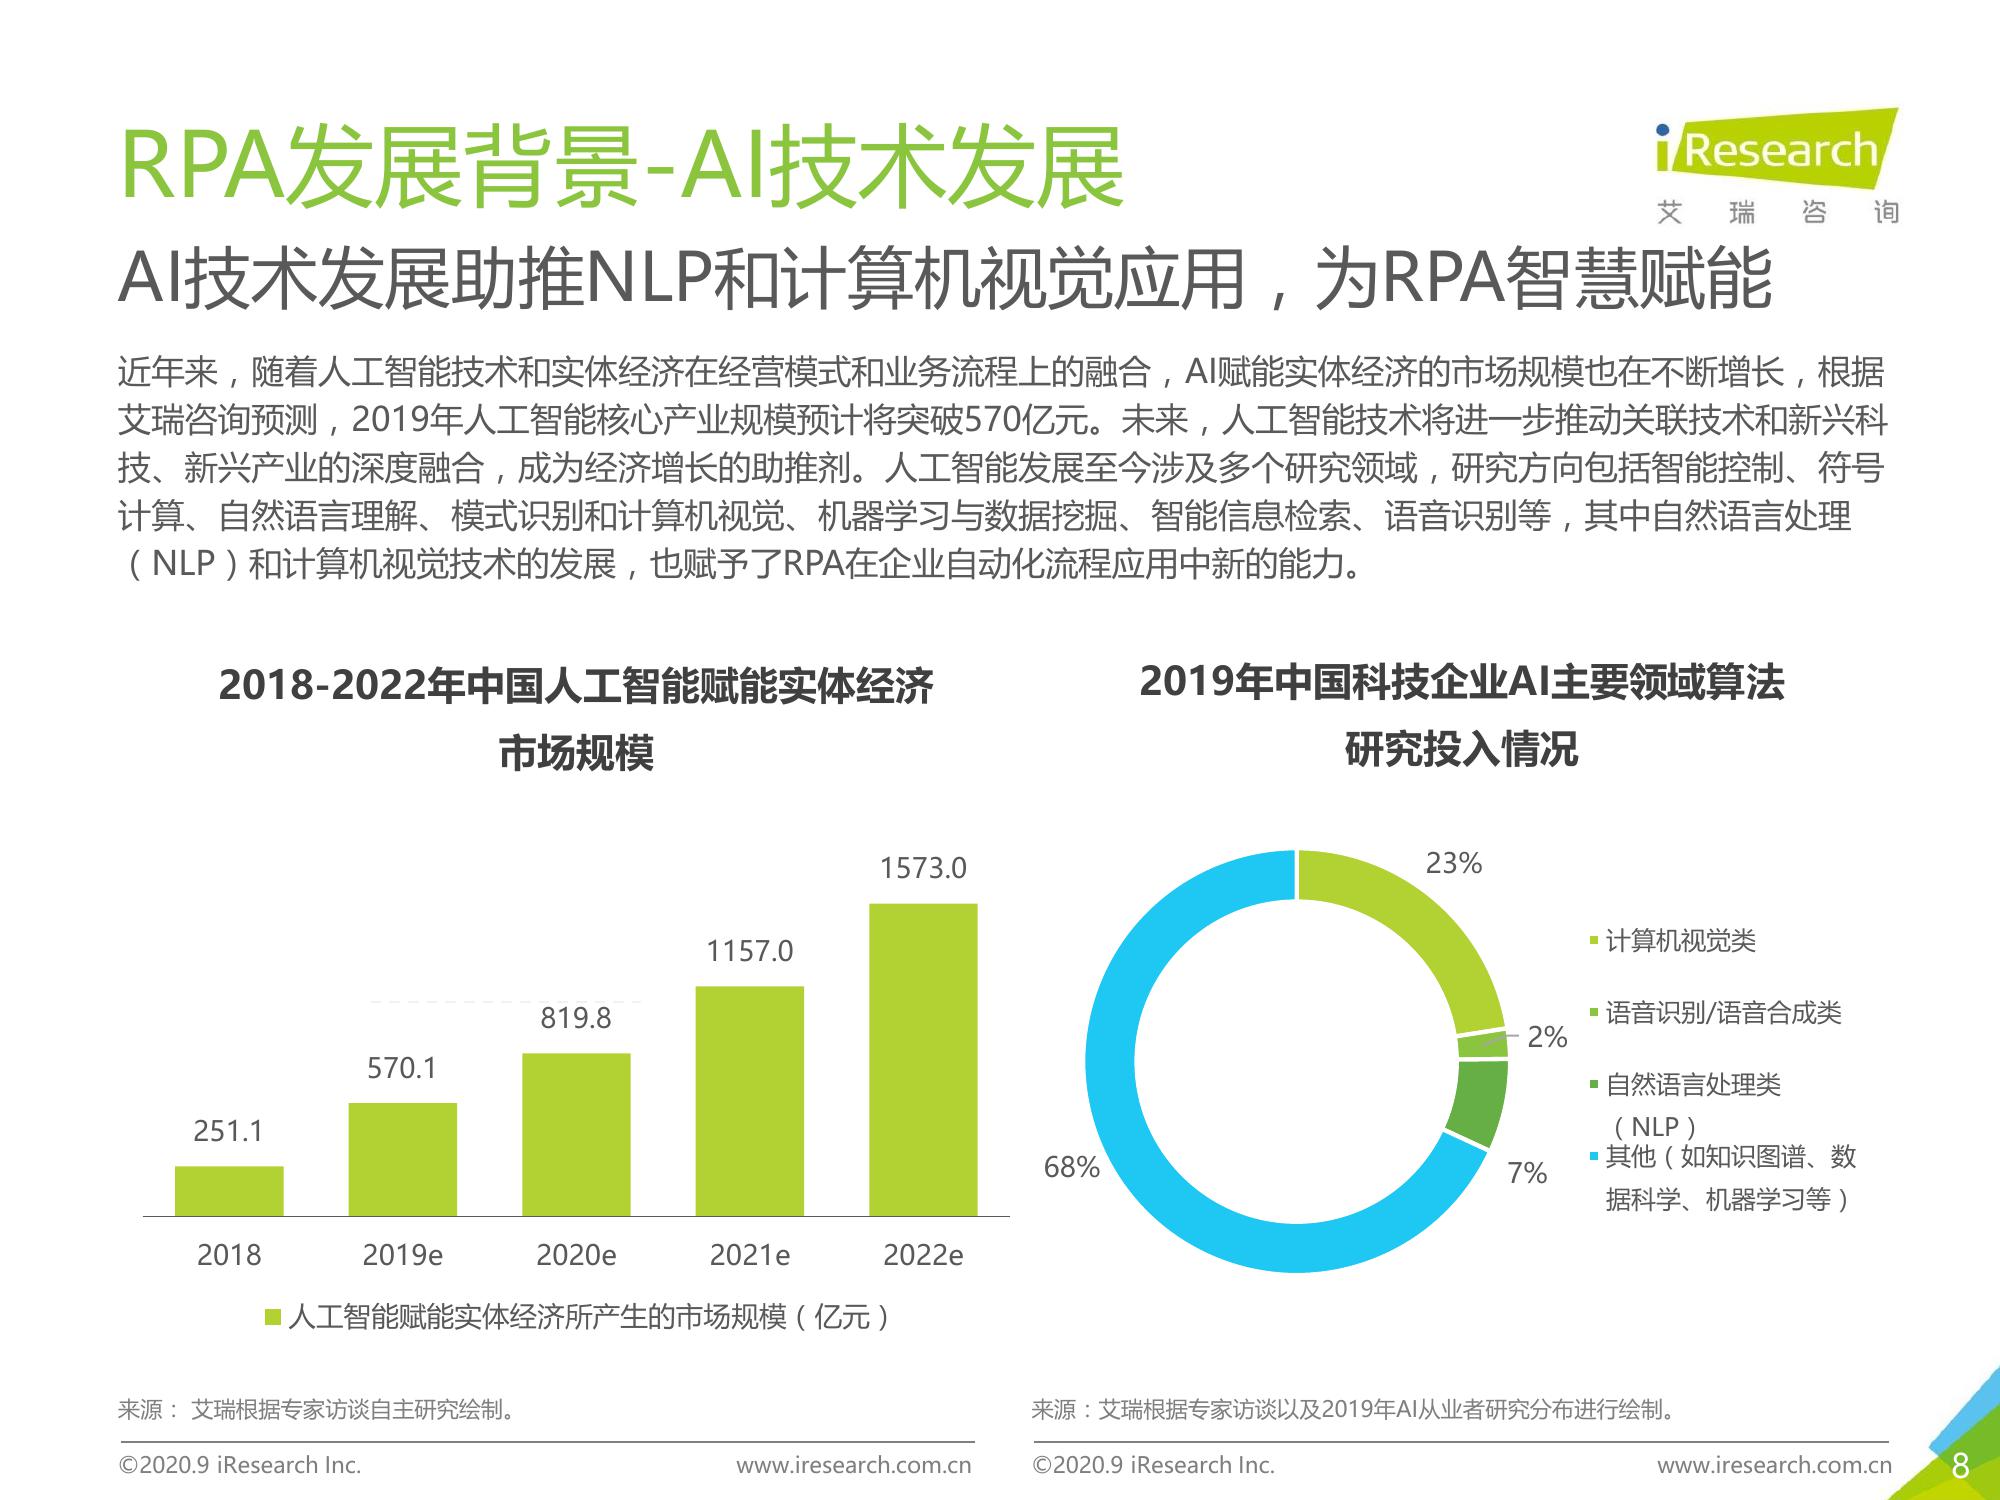 RPA发展背景-AI技术发展
iResearch
艾瑞咨询
AI技术发展助推NLP和计算机视觉应用，为RPA智慧赋能
近年来，随着人工智能技术和实体经济在经营模式和业务流程上的融合，AI赋能实体经济的市场规模也在不断增长，根据
艾瑞咨询预测，2019年人工智能核心产业规模预计将突破570亿元。未来，人工智能技术将进一步推动关联技术和新兴科
技、新兴产业的深度融合，成为经济增长的助推剂。人工智能发展至今涉及多个研究领域，研究方向包括智能控制、符号
计算、自然语言理解、模式识别和计算机视觉、机器学习与数据挖掘、智能信息检索、语音识别等，其中自然语言处理
（NLP）和计算机视觉技术的发展，也赋予了RPA在企业自动化流程应用中新的能力。
2018-2022年中国人工智能赋能实体经济
市场规模
251.1
570.1
819.8
1157.0
1573.0
2018
2019e
2020e
2021e
2022e
人工智能赋能实体经济所产生的市场规模（亿元）
2019年中国科技企业AI主要领域算法
研究投入情况
23%
2%
7%
68%
计算机视觉类
语音识别/语音合成类
自然语言处理类
（NLP）
其他（如知识图谱、数
据科学、机器学习等）
来源： 艾瑞根据专家访谈自主研究绘制。
来源：艾瑞根据专家访谈以及2019年AI从业者研究分布进行绘制。
©2020.9 iResearch Inc.
www.iresearch.com.cn
©2020.9 iResearch Inc.
www.iresearch.com.cn
8